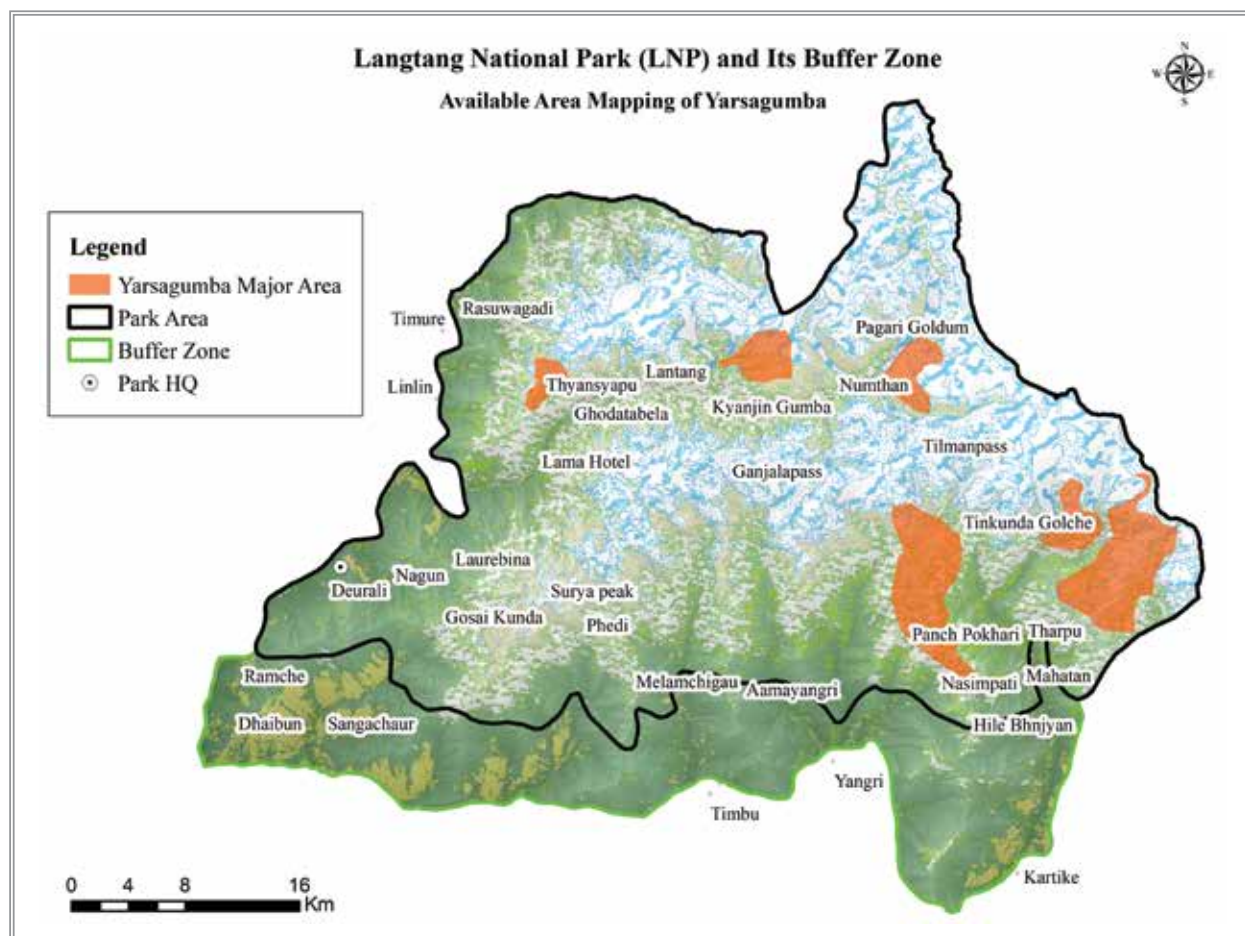 Langtang National Park (LNP) and Its Buffer Zone
Available Area Mapping of Yarsagumba
N
W E
S
Legend
Yarsagumba Major Area
Park Area
Buffer Zone
Park HQ
Rasuwagadi
Timure
Pagari Goldum
Linlin
Thyansyapu
Lantang
Numthan
Ghodatabela
Kyanjin Gumba
Lama Hotel
Ganjalapass
Tilmanpass
Tinkunda Golche
Laurebina
Nagun
Deurali
Surya peak
Gosai Kunda
Phedi
Panch Pokhari
Tharpu
Ramche
Melamchigau
Aamayangri
Nasimpati
Mahatan
Dhaibun
Sangachaur
Hile Bhnjyan
Yangri
Timbu
Kartike
0 4 8 16
Km